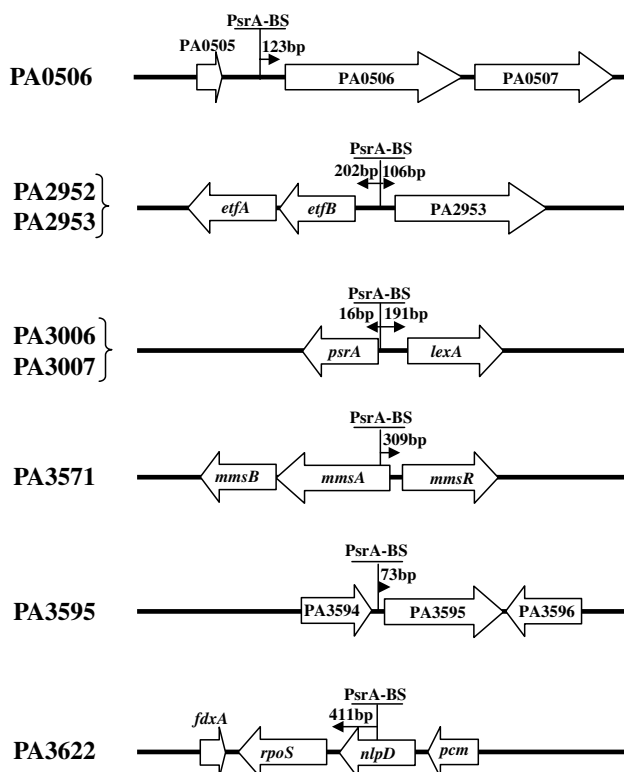 PsrA-BS
PA0505 123bp
PA0506 PA0506 PA0507
PsrA-BS
202bp 106bp
PA2952
PA2953
etfA etfB PA2953
PsrA-BS
16bp 191bp
PA3006
PA3007
psrA lexA
PsrA-BS
309bp
PA3571 mmsB mmsA mmsR
PsrA-BS
73bp
PA3595 PA3594 PA3595 PA3596
PsrA-BS
fdxA 411bp
PA3622 rpoS nlpD pcm